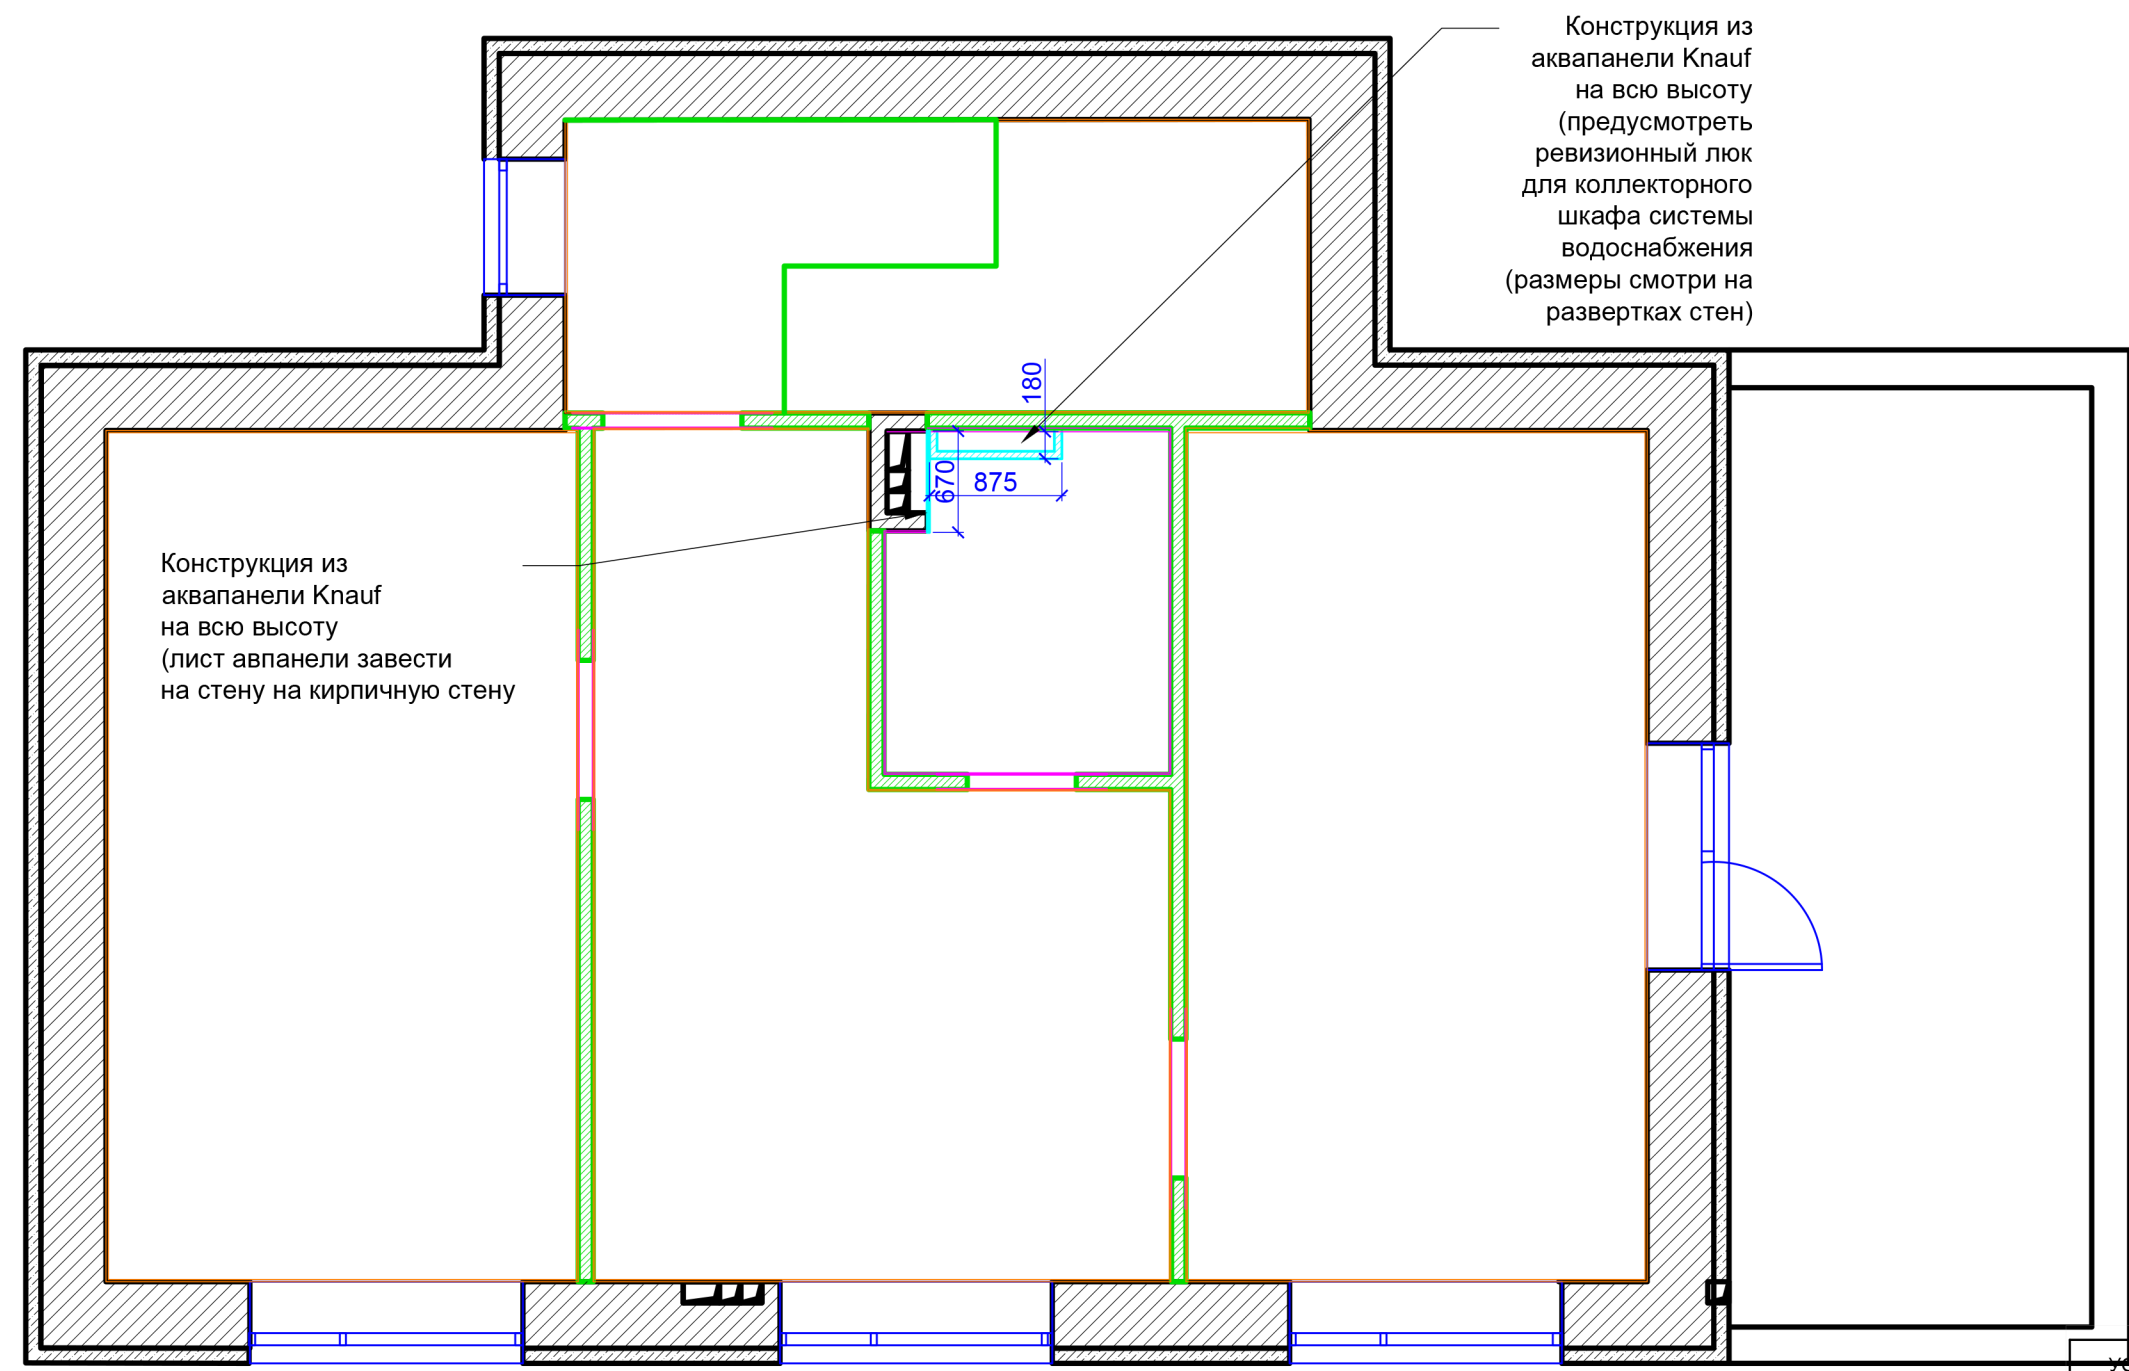 Конструкция из
аквапанели Knauf
на всю высоту
(предусмотреть
ревизионный люк
для коллекторного
шкафа системы
водоснабжения
(размеры смотри на
развертках стен)
180
670
875
Конструкция из
аквапанели Knauf
на всю высоту
(лист авпанели завести
на стену на кирпичную стену